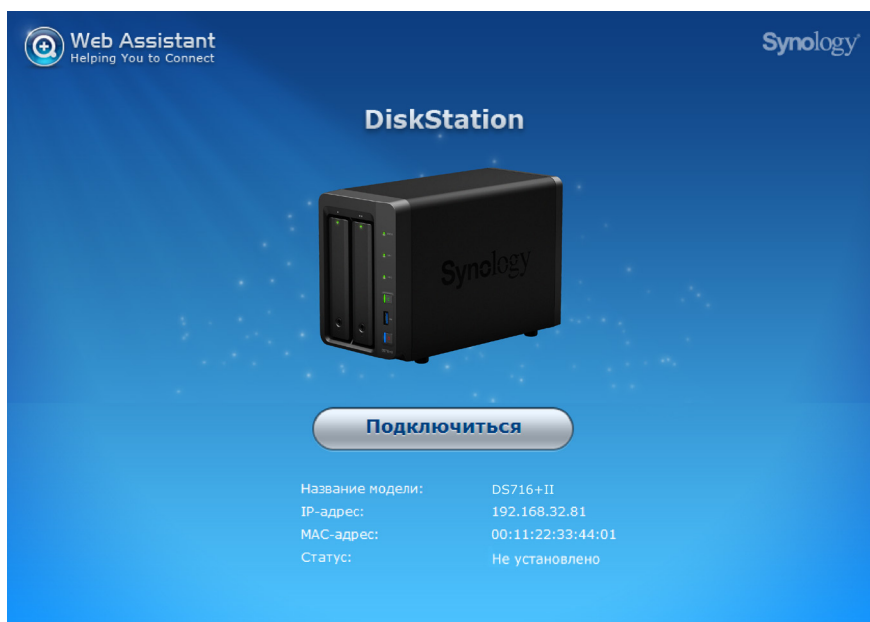 Web Assistant
Helping You to Connect
Synology
DiskStation
Synology
Подключиться
Название модели: DS716+II
IP-адрес: 192.168.32.81
MAC-адрес: 00:11:22:33:44:01
Статус: Не установлено